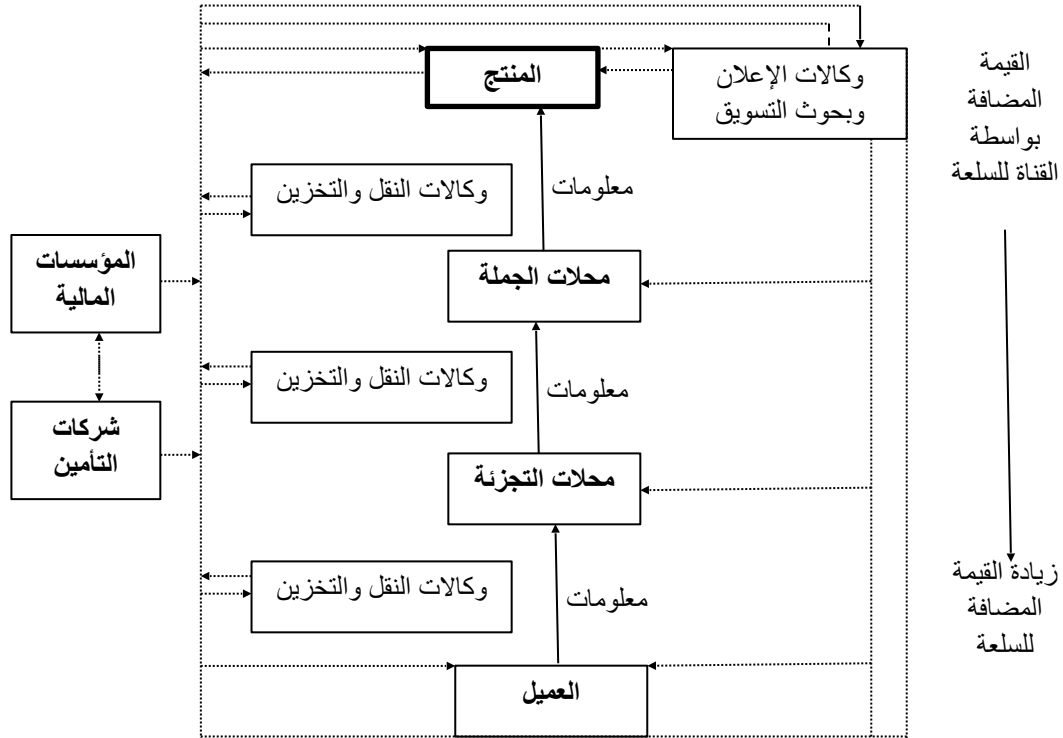 المنتج
وكالات الإعلان
وبحوث التسويق
القيمة
المضافة
بواسطة
القناة للسلعة
وكالات النقل والتخزين
معلومات
المؤسسات
المالية
محلات الجملة
وكالات النقل والتخزين
معلومات
شركات
التأمين
محلات التجزئة
وكالات النقل والتخزين
معلومات
زيادة القيمة
المضافة
للسلعة
العميل